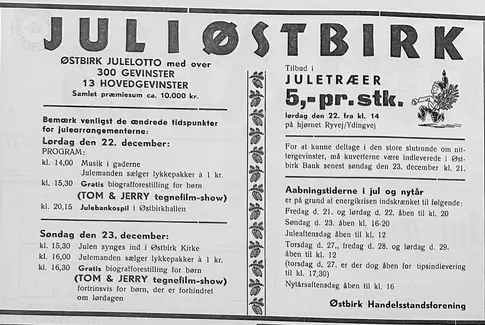 JUL I ØSTBIRK
ØSTBIRK JULELOTTO med over
300 GEVINSTER
13 HOVEDGEVINSTER
Samlet præmiesum ca. 10.000 kr.
Bemærk venligst de ændrede tidspunkter
for julearrangementerne:
Lørdag den 22. december:
PROGRAM:
kl. 14,00 Musik i gaderne
Julemanden sælger lykkepakker à 1 kr.
kl. 15,30 Gratis biografforestilling for børn
(TOM & JERRY tegnefilm-show)
kl. 20,15 Julebankospil i Østbirkhallen
Søndag den 23. december:
kl. 15,30 Julen synges ind i Østbirk Kirke
kl. 16,00 Julemanden sælger lykkepakker à 1 kr.
kl. 16,30 Gratis biografforestilling for børn
(TOM & JERRY tegnefilm-show)
fortrinsvis for børn, der er forhindret
om lørdagen
Tilbud i
JULETRÆER
5,- pr. stk.
lørdag den 22. fra kl. 14
på hjørnet Ryvej/Ydingvej
For at kunne deltage i den store slutrunde om nit-
tergevinster, må kuverterne være indleverede i Øst-
birk Bank senest søndag den 23. december kl. 21.
Aabningstiderne i jul og nytår
er på grund af energikrisen indskrænket til følgende:
Fredag d. 21. og lørdag d. 22. åben til kl. 20
Søndag d. 23. åben kl. 16-20
Juleaftensdag åben til kl. 12
Torsdag d. 27., fredag d. 28. og lørdag d. 29.
åben til kl. 12
(torsdag d. 27. er der dog åben for tipsindlevering
til kl. 17,30)
Nytårsaftensdag åben til kl. 16
Østbirk Handelsstandsforening